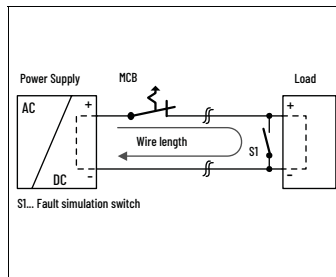 Power Supply MCB Load
AC + +
Wire length S1
DC - -
S1... Fault simulation switch